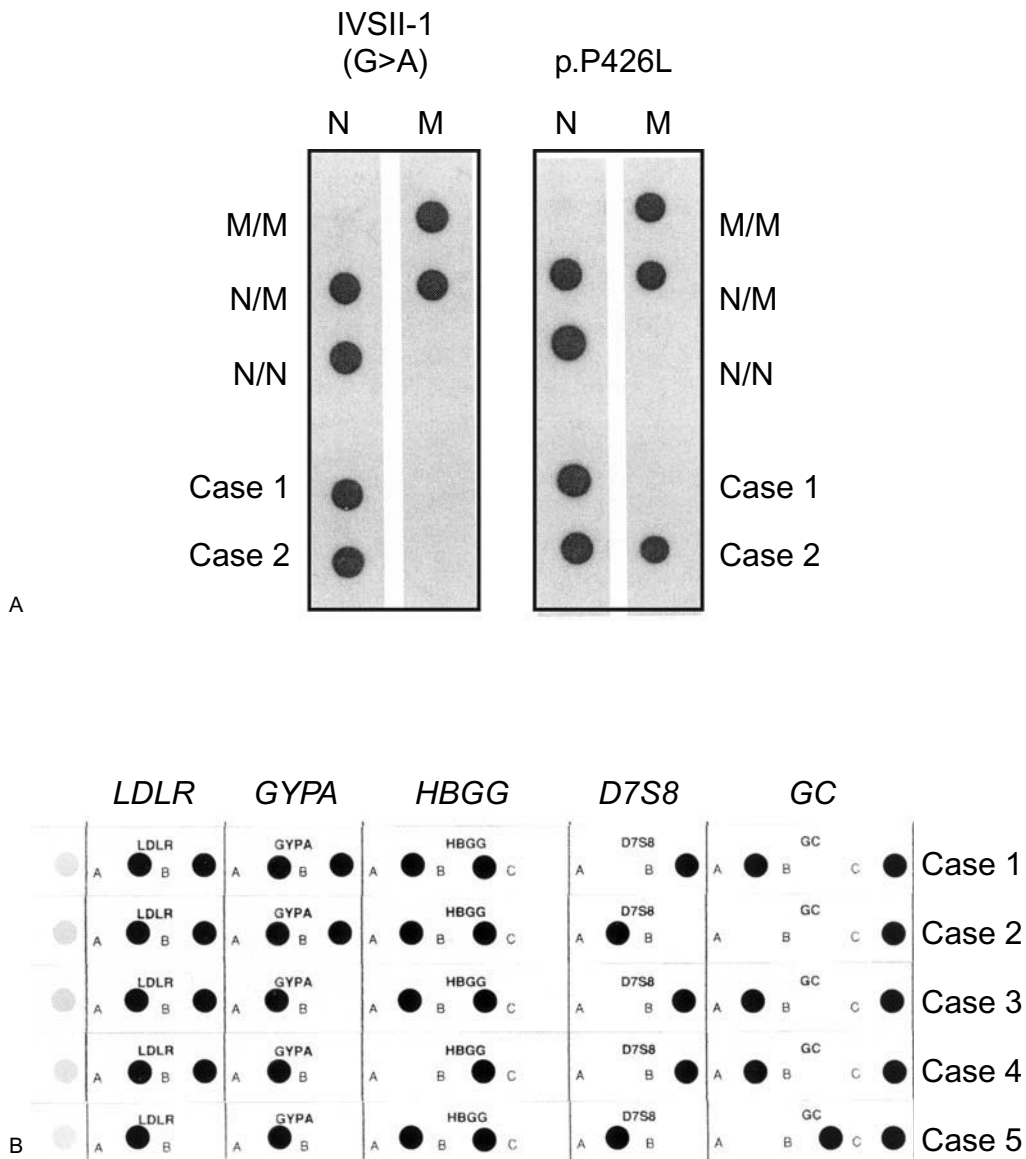 IVSII-1
(G>A)
p.P426L
N M N M
M/M M/M
N/M N/M
N/N N/N
Case 1 Case 1
Case 2 Case 2
A
LDLR GYPA HBGG D7S8 GC
LDLR GYPA HBGG D7S8 GC
A B A B A B C A B A B C Case 1
LDLR GYPA HBGG D7S8 GC
A B A B A B C A B A B C Case 2
LDLR GYPA HBGG D7S8 GC
A B A B A B C A B A B C Case 3
LDLR GYPA HBGG D7S8 GC
A B A B A B C A B A B C Case 4
LDLR GYPA HBGG D7S8 GC
A B A B A B C A B A B C Case 5
B